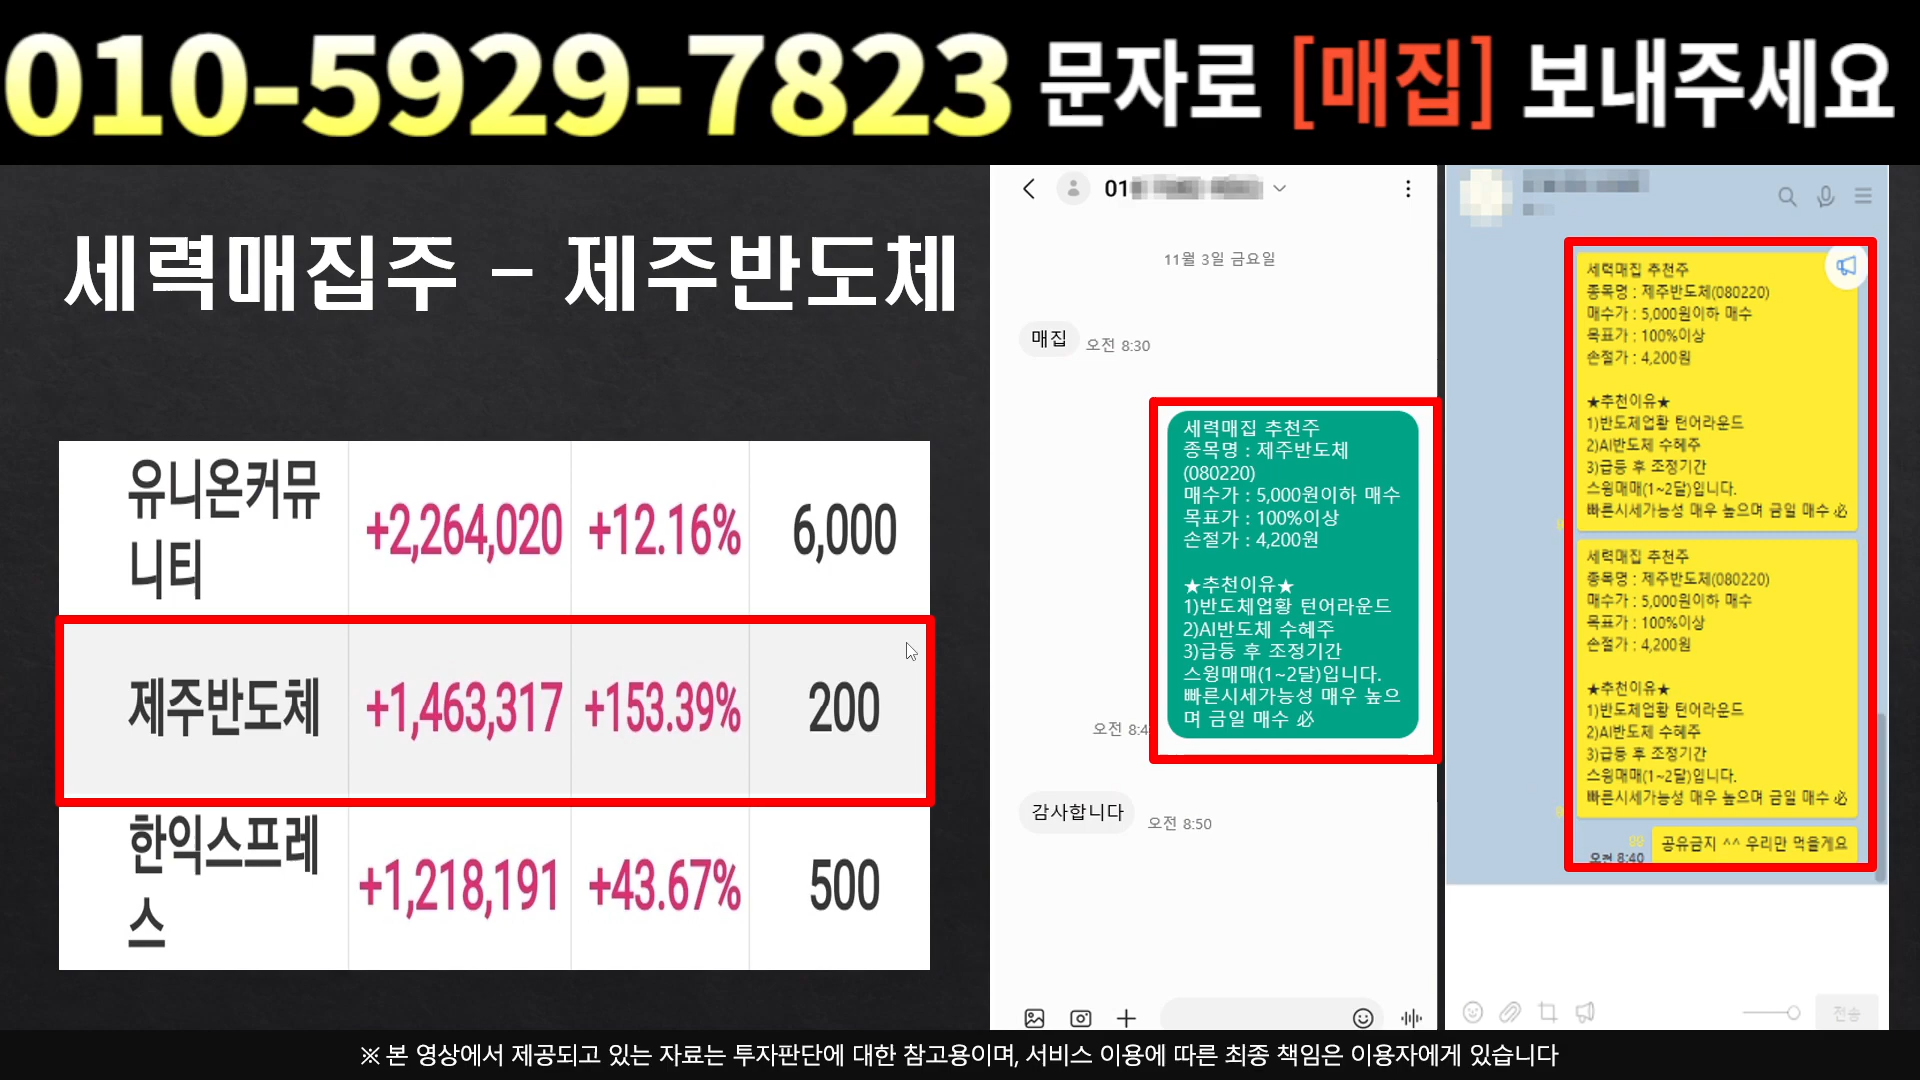 010-5929-7823 문자로 [매집] 보내주세요
세력매집주 - 제주반도체
유니온커뮤
니티
+2,264,020
+12.16%
6,000
제주반도체
+1,463,317
+153.39%
200
한익스프레
스
+1,218,191
+43.67%
500
01
11월 3일 금요일
매집
오전 8:30
세력매집 추천주
종목명 : 제주반도체
(080220)
매수가 : 5,000원이하 매수
목표가 : 100%이상
손절가 : 4,200원
★추천이유★
1)반도체업황 턴어라운드
2)AI반도체 수혜주
3)급등 후 조정기간
스윙매매(1~2달)입니다.
빠른시세가능성 매우 높으
며 금일 매수 必
오전 8:4
감사합니다
오전 8:50
세력매집 추천주
종목명 : 제주반도체(080220)
매수가 : 5,000원이하 매수
목표가 : 100%이상
손절가 : 4,200원
★추천이유★
1)반도체업황 턴어라운드
2)AI반도체 수혜주
3)급등 후 조정기간
스윙매매(1~2달)입니다.
빠른시세가능성 매우 높으며 금일 매수 必
세력매집 추천주
종목명 : 제주반도체(080220)
매수가 : 5,000원이하 매수
목표가 : 100%이상
손절가 : 4,200원
★추천이유★
1)반도체업황 턴어라운드
2)AI반도체 수혜주
3)급등 후 조정기간
스윙매매(1~2달)입니다.
빠른시세가능성 매우 높으며 금일 매수 必
오전 8:40
공유금지 ^^ 우리만 먹을게요
전송
※ 본 영상에서 제공되고 있는 자료는 투자판단에 대한 참고용이며, 서비스 이용에 따른 최종 책임은 이용자에게 있습니다